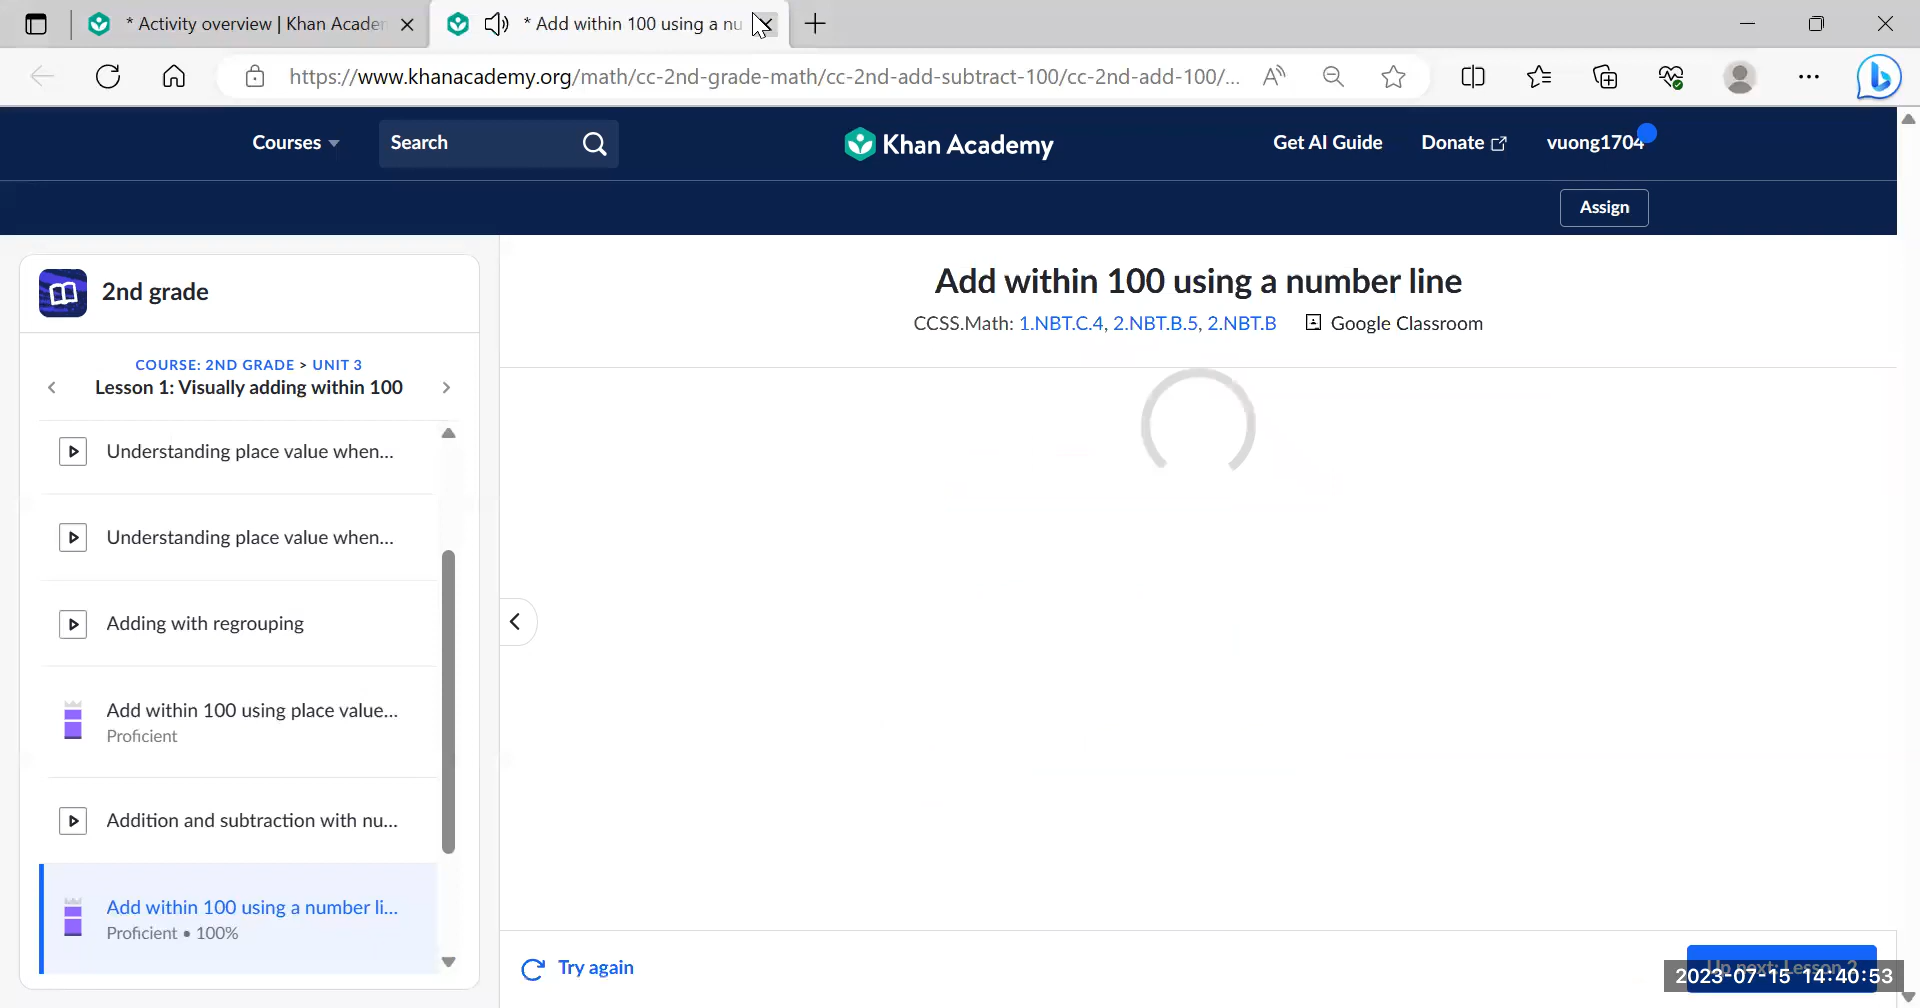 * Activity overview | Khan Acade
* Add within 100 using a nu
https://www.khanacademy.org/math/cc-2nd-grade-math/cc-2nd-add-subtract-100/cc-2nd-add-100/...
Courses
Search
Khan Academy
Get AI Guide
Donate
vuong1704
Assign
2nd grade
COURSE: 2ND GRADE > UNIT 3
Lesson 1: Visually adding within 100
Understanding place value when...
Understanding place value when...
Adding with regrouping
Add within 100 using place value...
Proficient
Addition and subtraction with nu...
Add within 100 using a number li...
Proficient • 100%
Add within 100 using a number line
CCSS.Math: 1.NBT.C.4, 2.NBT.B.5, 2.NBT.B
Google Classroom
Try again
Up next: Lesson 2
2023-07-15 14:40:53